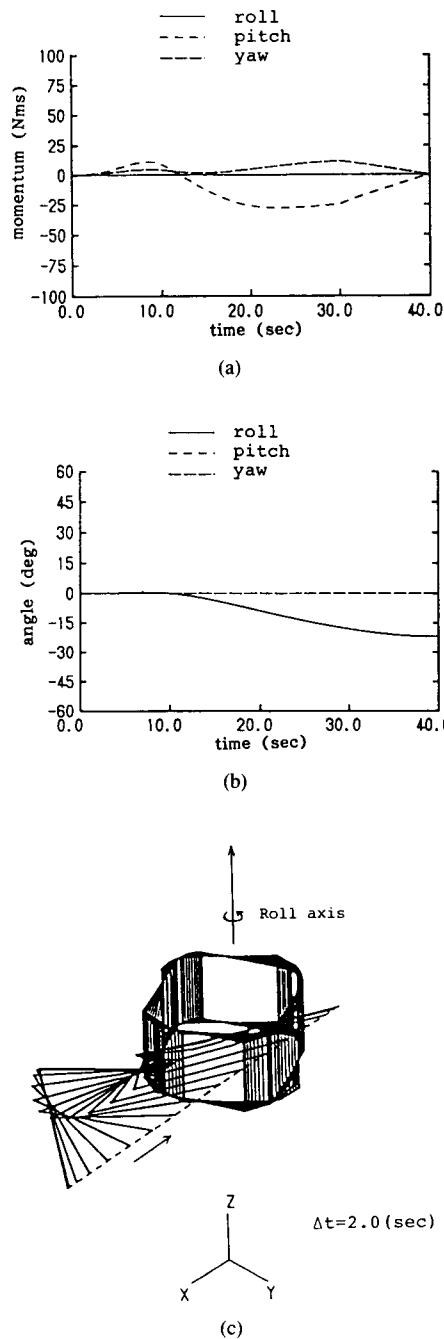 roll
pitch
yaw
100
75
50
25
0
-25
-50
-75
-100
momentum (Nms)
0.0 10.0 20.0 30.0 40.0
time (sec)
(a)
roll
pitch
yaw
60
45
30
15
0
-15
-30
-45
-60
angle (deg)
0.0 10.0 20.0 30.0 40.0
time (sec)
(b)
Roll axis
Z
X
Y
Δt=2.0(sec)
(c)